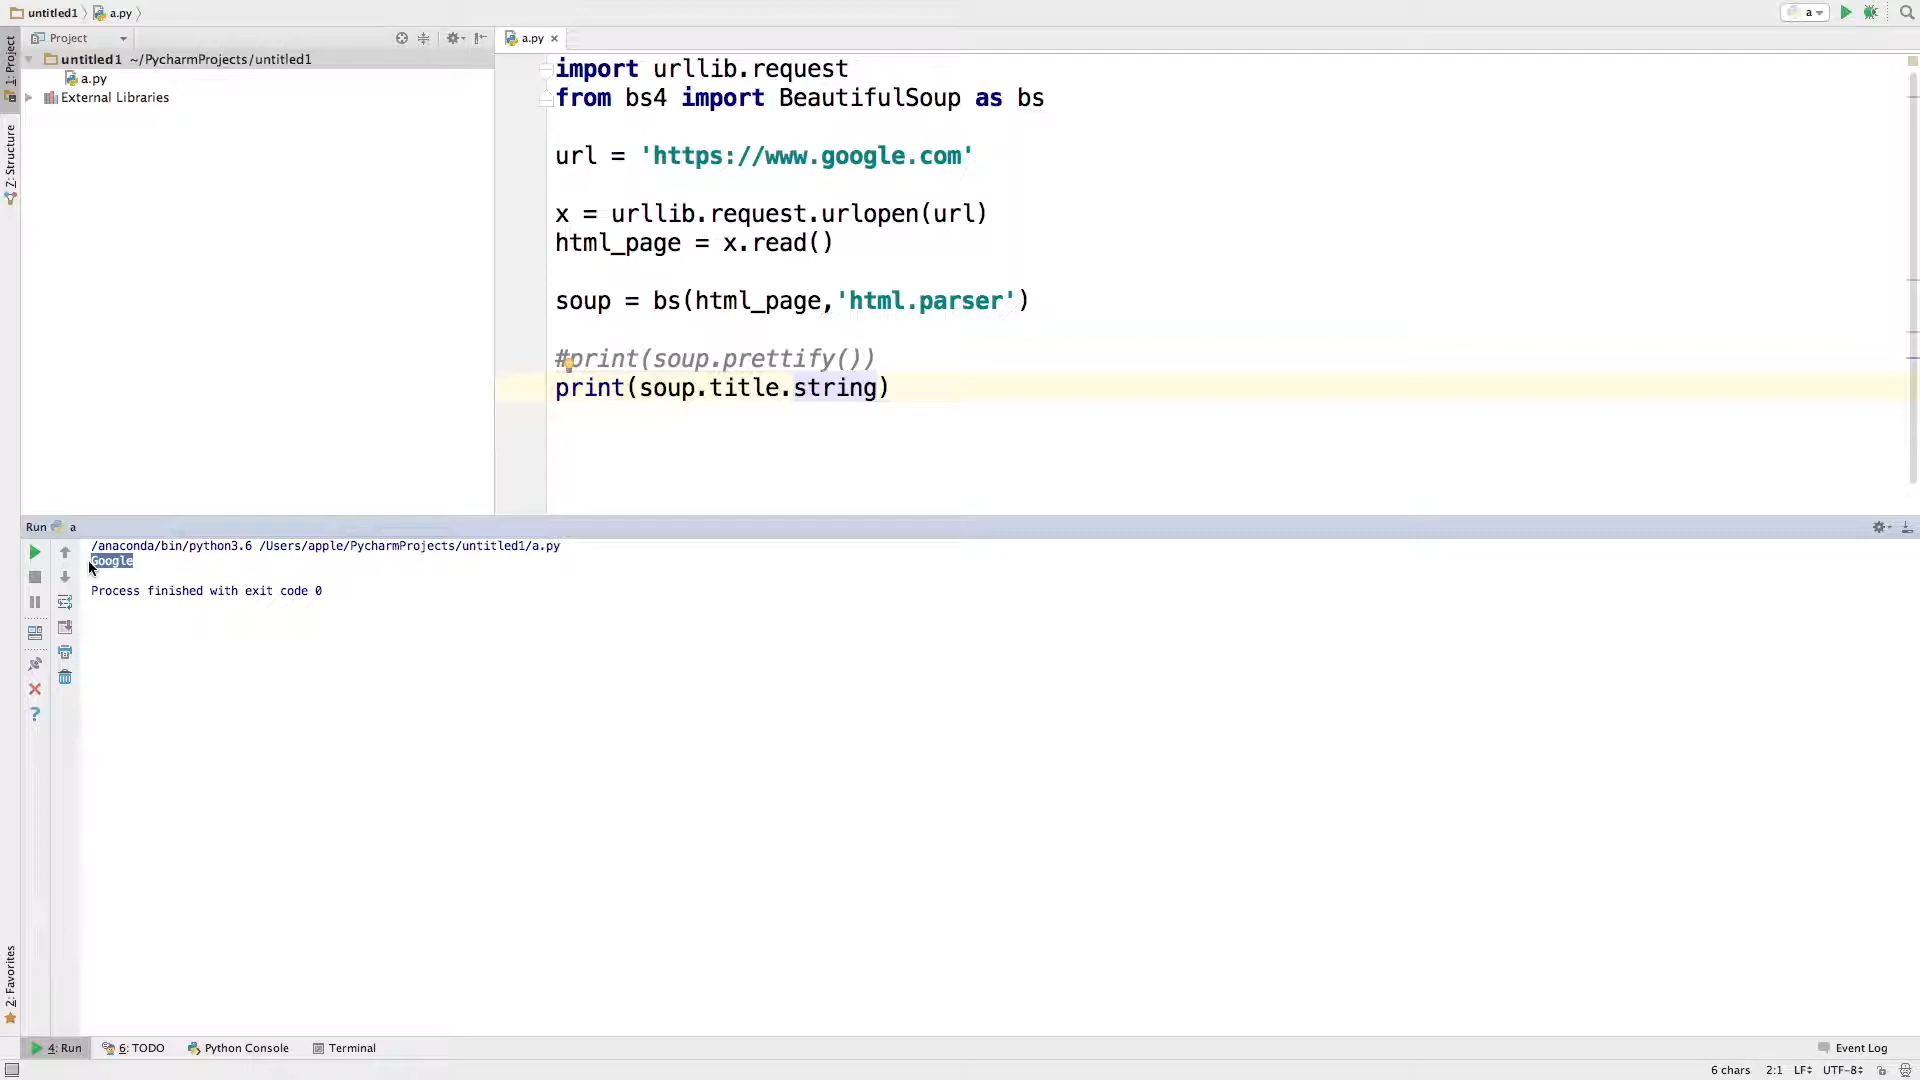 untitled1 a.py
a
Project
a.py
untitled1 ~/PycharmProjects/untitled1
a.py
External Libraries
1: Project
Z: Structure
2: Favorites
import urllib.request
from bs4 import BeautifulSoup as bs
url = 'https://www.google.com'
x = urllib.request.urlopen(url)
html_page = x.read()
soup = bs(html_page,'html.parser')
#print(soup.prettify())
print(soup.title.string)
Run a
/anaconda/bin/python3.6 /Users/apple/PycharmProjects/untitled1/a.py
Google
Process finished with exit code 0
4: Run 6: TODO Python Console Terminal Event Log
6 chars 2:1 LF UTF-8